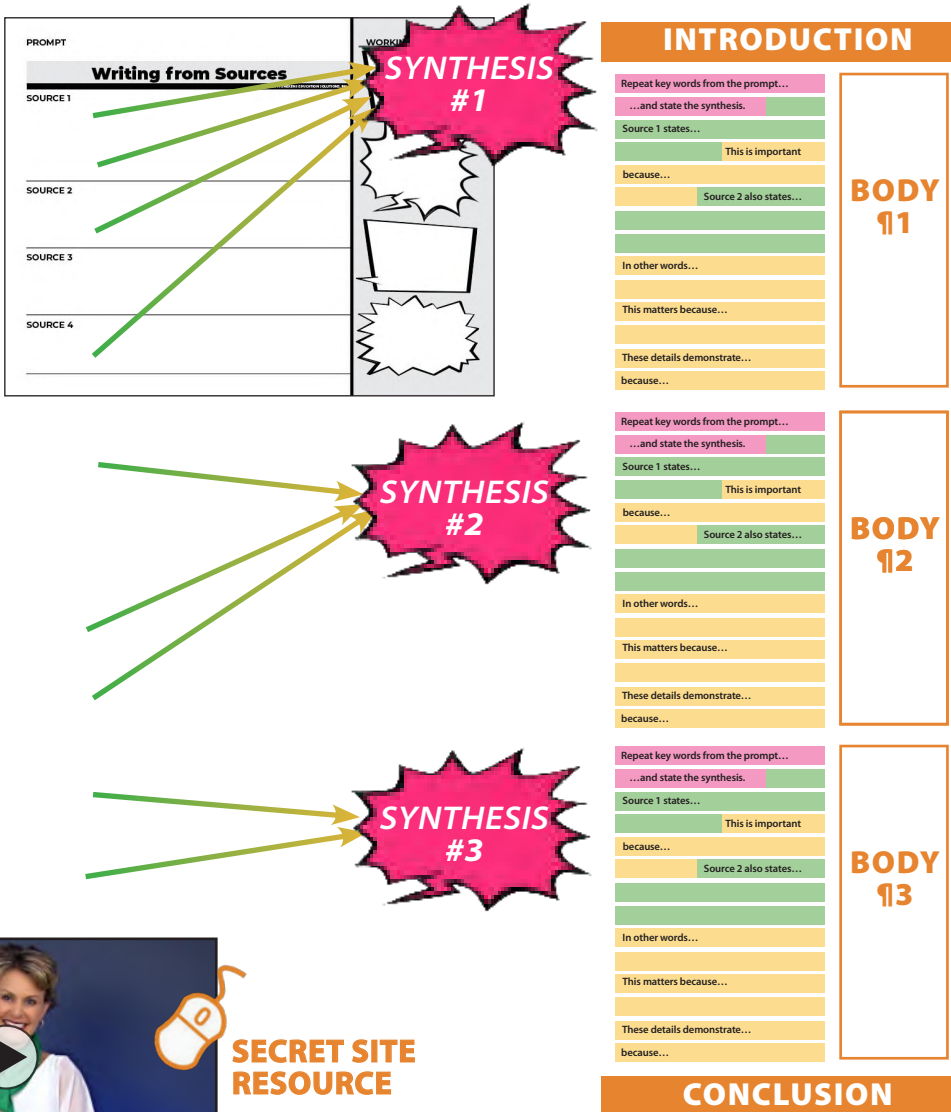 PROMPT
WORKIN
Writing from Sources
SOURCE 1
SOURCE 2
SOURCE 3
SOURCE 4
SYNTHESIS
#1
INTRODUCTION
Repeat key words from the prompt…
…and state the synthesis.
Source 1 states…
This is important
because…
Source 2 also states…
In other words…
This matters because…
These details demonstrate…
because…
BODY
¶1
SYNTHESIS
#2
Repeat key words from the prompt…
…and state the synthesis.
Source 1 states…
This is important
because…
Source 2 also states…
In other words…
This matters because…
These details demonstrate…
because…
BODY
¶2
SYNTHESIS
#3
Repeat key words from the prompt…
…and state the synthesis.
Source 1 states…
This is important
because…
Source 2 also states…
In other words…
This matters because…
These details demonstrate…
because…
BODY
¶3
SECRET SITE
RESOURCE
CONCLUSION